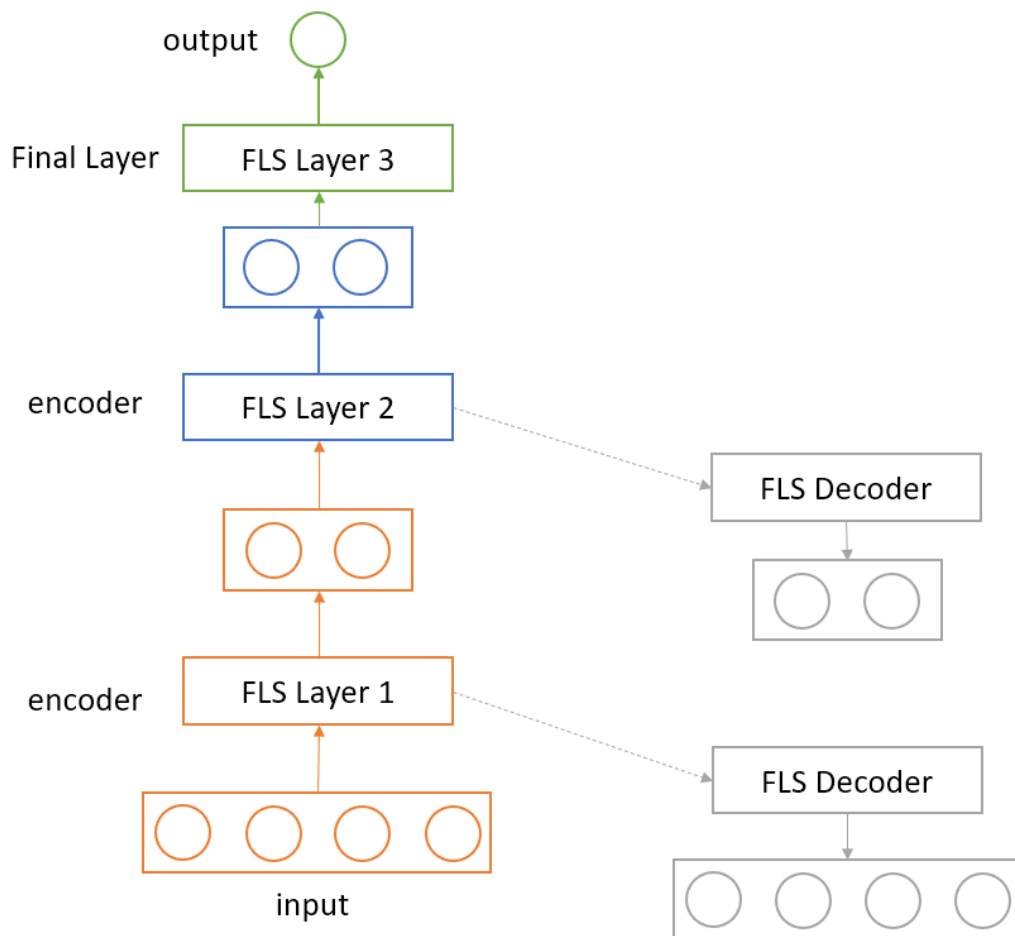 output
Final Layer
FLS Layer 3
encoder
FLS Layer 2
FLS Decoder
encoder
FLS Layer 1
FLS Decoder
input